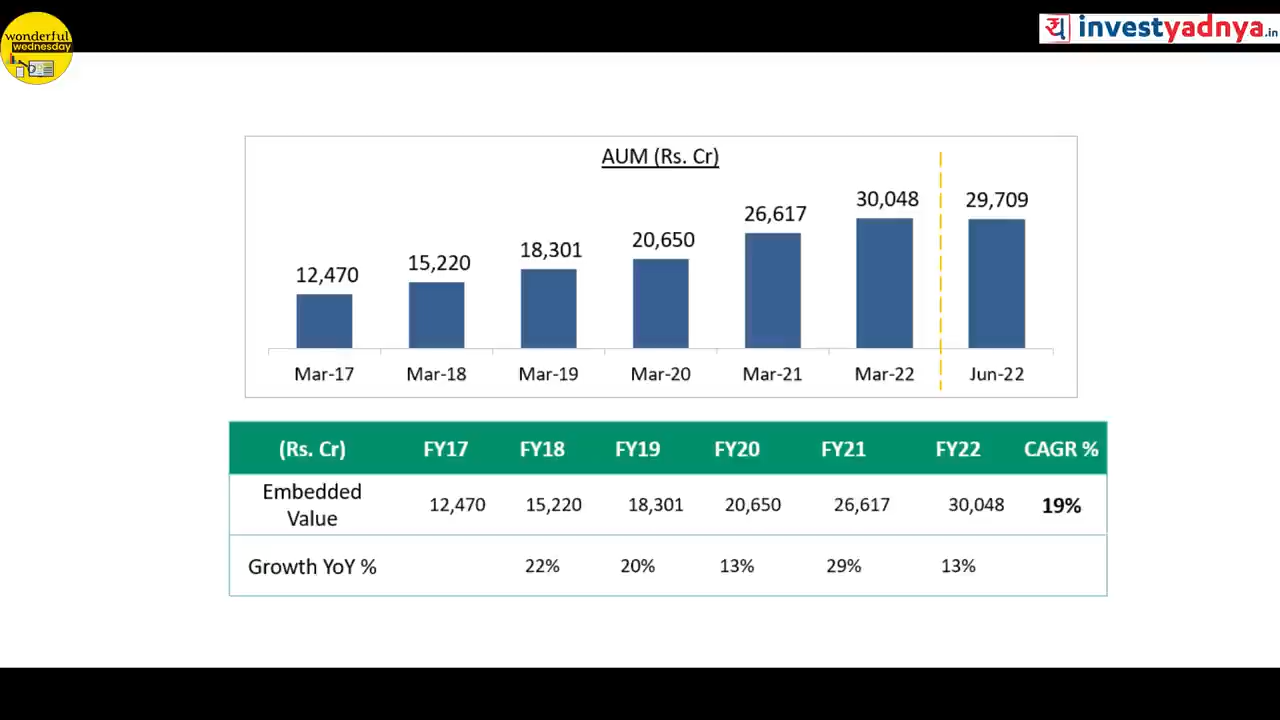 wonderful
wednesday
investyadnya.in
AUM (Rs. Cr)
12,470 15,220 18,301 20,650 26,617 30,048 29,709
Mar-17 Mar-18 Mar-19 Mar-20 Mar-21 Mar-22 Jun-22
(Rs. Cr) FY17 FY18 FY19 FY20 FY21 FY22 CAGR %
Embedded
Value 12,470 15,220 18,301 20,650 26,617 30,048 19%
Growth YoY % 22% 20% 13% 29% 13%